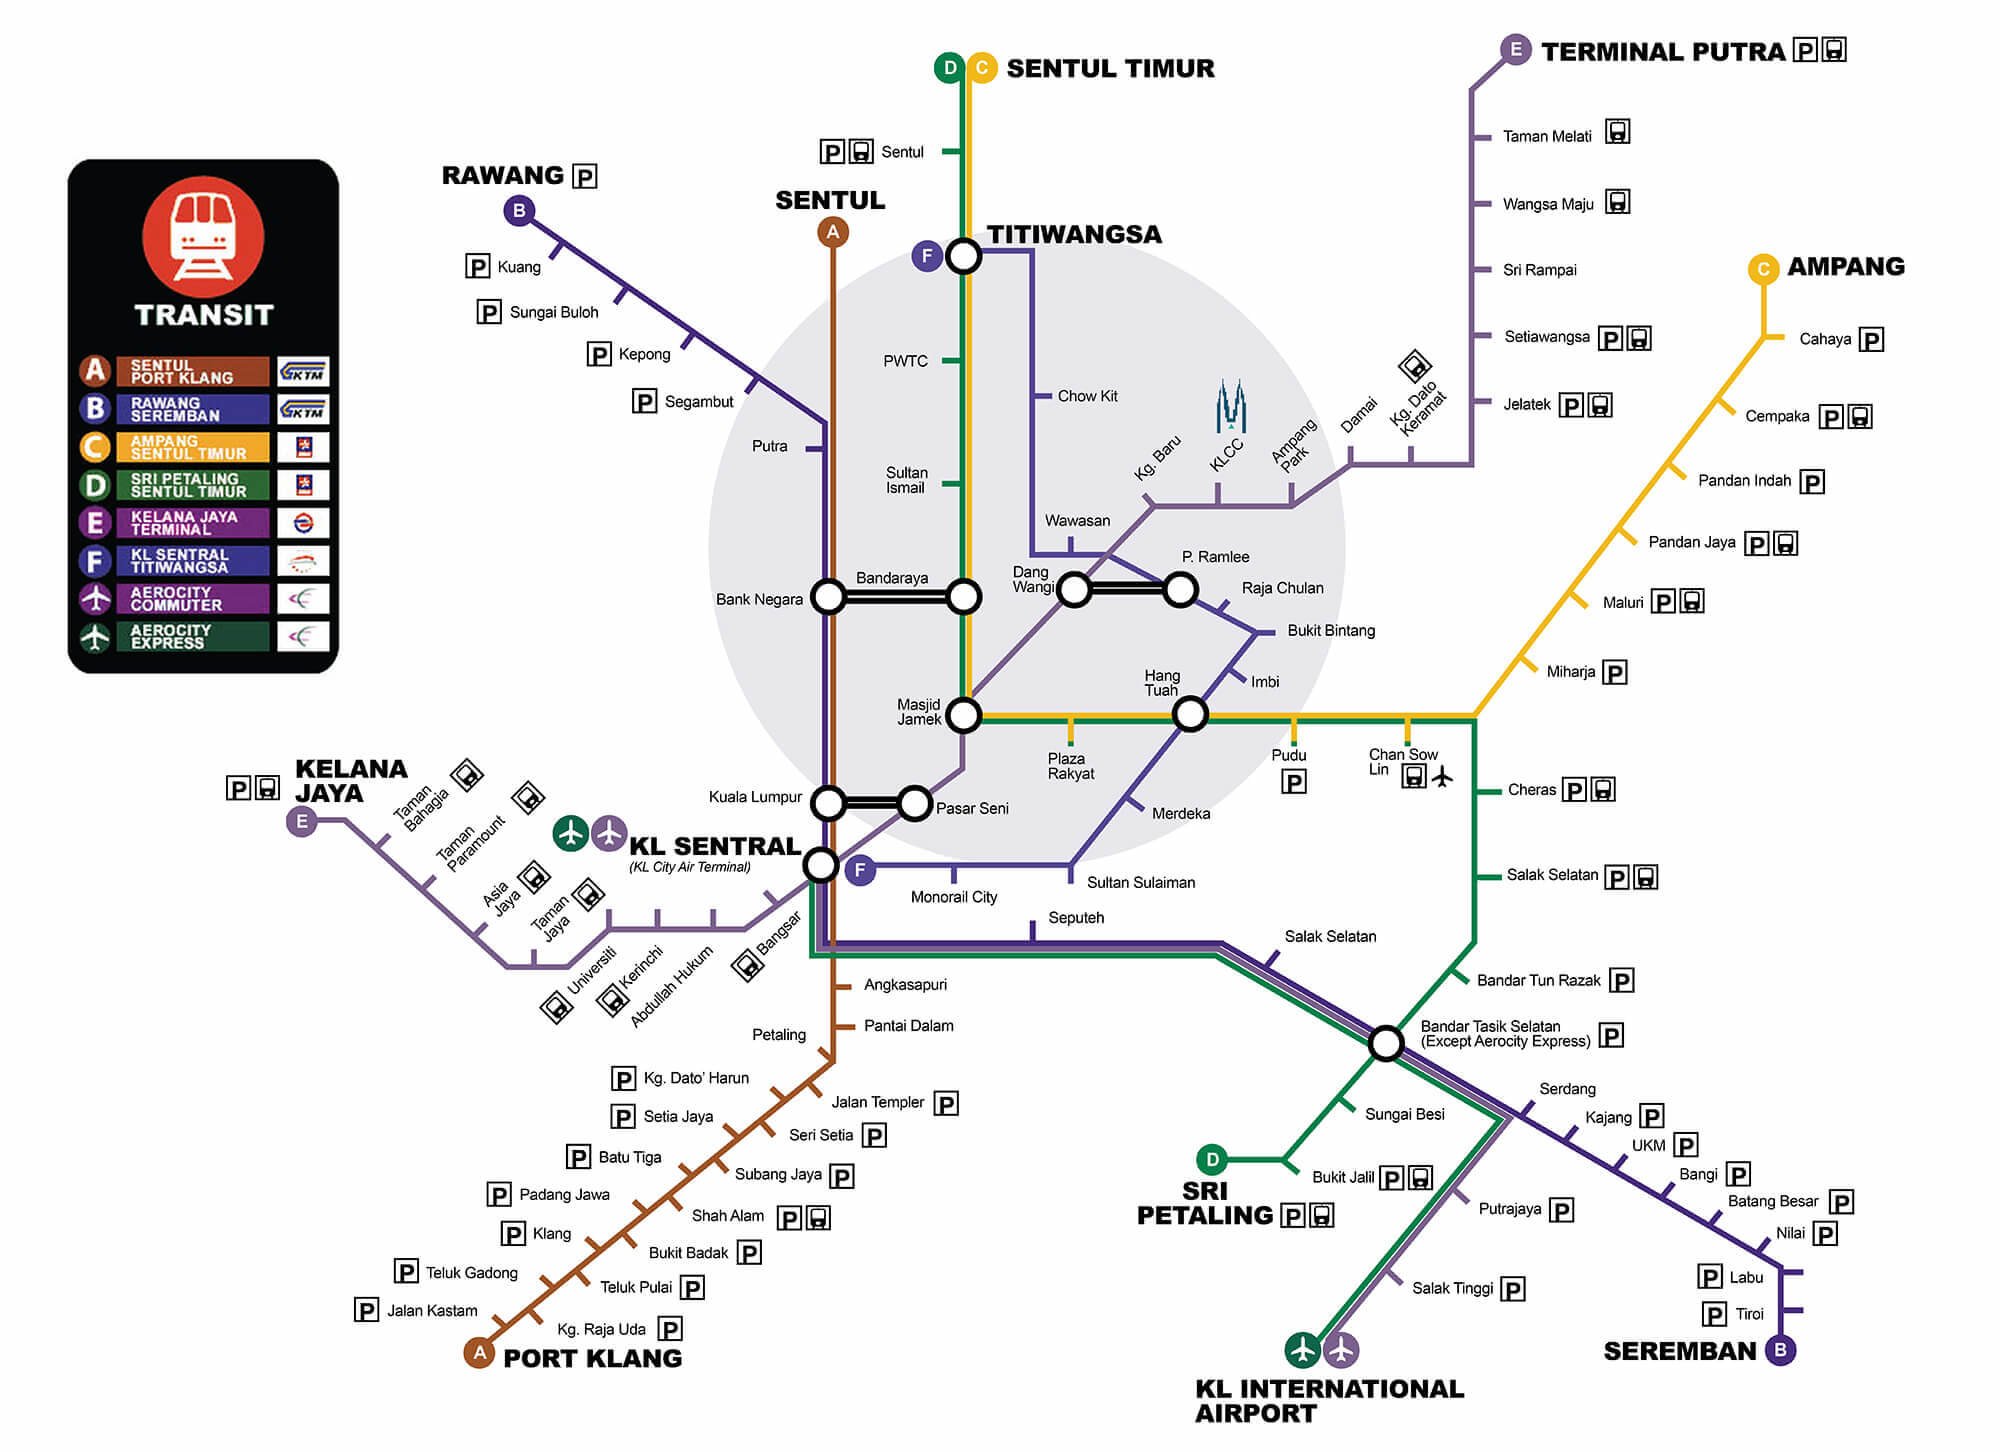 TRANSIT
A
SENTUL
PORT KLANG
KTM
B
RAWANG
SEREMBAN
KTM
C
AMPANG
SENTUL TIMUR
D
SRI PETALING
SENTUL TIMUR
E
KELANA JAYA
TERMINAL
F
KL SENTRAL
TITIWANGSA
AEROCITY
COMMUTER
AEROCITY
EXPRESS
D C SENTUL TIMUR
P Sentul
E TERMINAL PUTRA P
Taman Melati
Wangsa Maju
Sri Rampai
Setiawangsa P
Jelatek P
RAWANG P
B
Kuang P
Sungai Buloh P
Kepong P
Segambut P
Putra
SENTUL
A
TITIWANGSA
F
PWTC
Sultan
Ismail
Chow Kit
Wawasan
Kg. Baru
KLCC
Ampang
Park
Damai
Kg. Dato
Keramat
C AMPANG
Cahaya P
Cempaka P
Pandan Indah P
Pandan Jaya P
Maluri P
Miharja P
Bank Negara
Bandaraya
Dang
Wangi
P. Ramlee
Raja Chulan
Bukit Bintang
Imbi
Hang
Tuah
Masjid
Jamek
Plaza
Rakyat
Pudu
P
Chan Sow
Lin
Merdeka
Kuala Lumpur
Pasar Seni
KL SENTRAL
(KL City Air Terminal)
F
Monorail City
Sultan Sulaiman
P KELANA
JAYA
E
Taman
Bahagia
Taman
Paramount
Asia
Jaya
Taman
Jaya
Universiti
Kerinchi
Abdullah Hukum
Bangsar
Seputeh
Salak Selatan
Cheras P
Salak Selatan P
Bandar Tun Razak P
Bandar Tasik Selatan
(Except Aerocity Express) P
Sungai Besi
Bukit Jalil P
D
SRI
PETALING P
Angkasapuri
Pantai Dalam
Petaling
P Kg. Dato' Harun
Jalan Templer P
P Setia Jaya
Seri Setia P
P Batu Tiga
Subang Jaya P
P Padang Jawa
Shah Alam P
P Klang
Bukit Badak P
P Teluk Gadong
Teluk Pulai P
P Jalan Kastam
Kg. Raja Uda P
A PORT KLANG
Serdang
Kajang P
UKM P
Bangi P
Batang Besar P
Nilai P
P Labu
P Tiroi
SEREMBAN B
Putrajaya P
Salak Tinggi P
KL INTERNATIONAL
AIRPORT